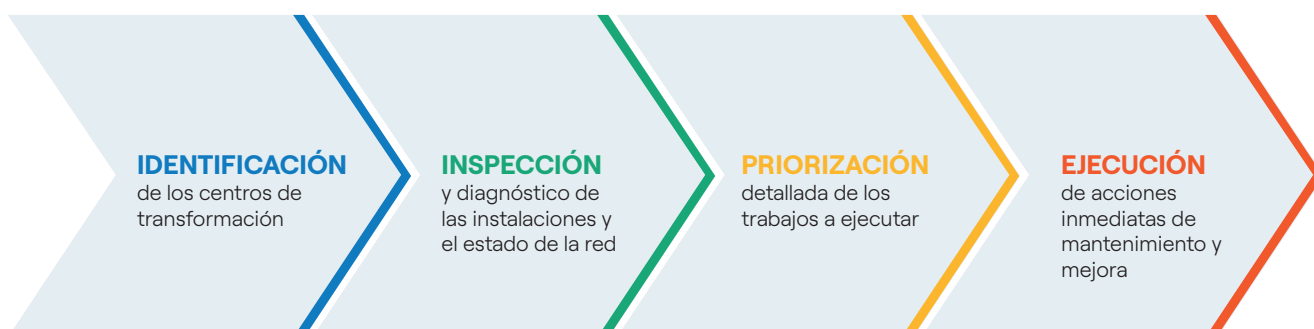 IDENTIFICACIÓN
de los centros de
transformación
INSPECCIÓN
y diagnóstico de
las instalaciones y
el estado de la red
PRIORIZACIÓN
detallada de los
trabajos a ejecutar
EJECUCIÓN
de acciones
inmediatas de
mantenimiento y
mejora